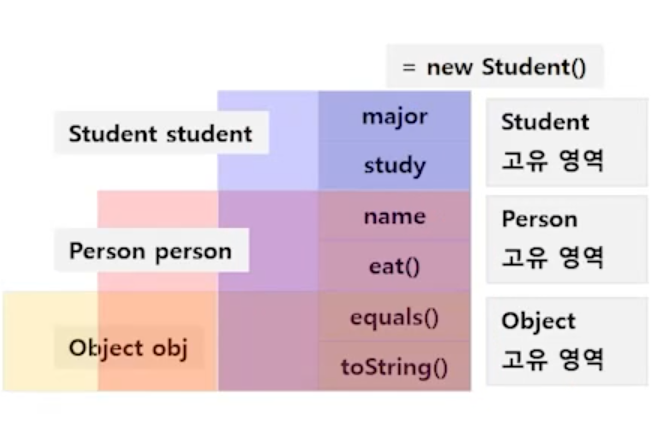 = new Student()
Student student
major
study
Student
고유 영역
Person person
name
eat()
Person
고유 영역
Object obj
equals()
toString()
Object
고유 영역